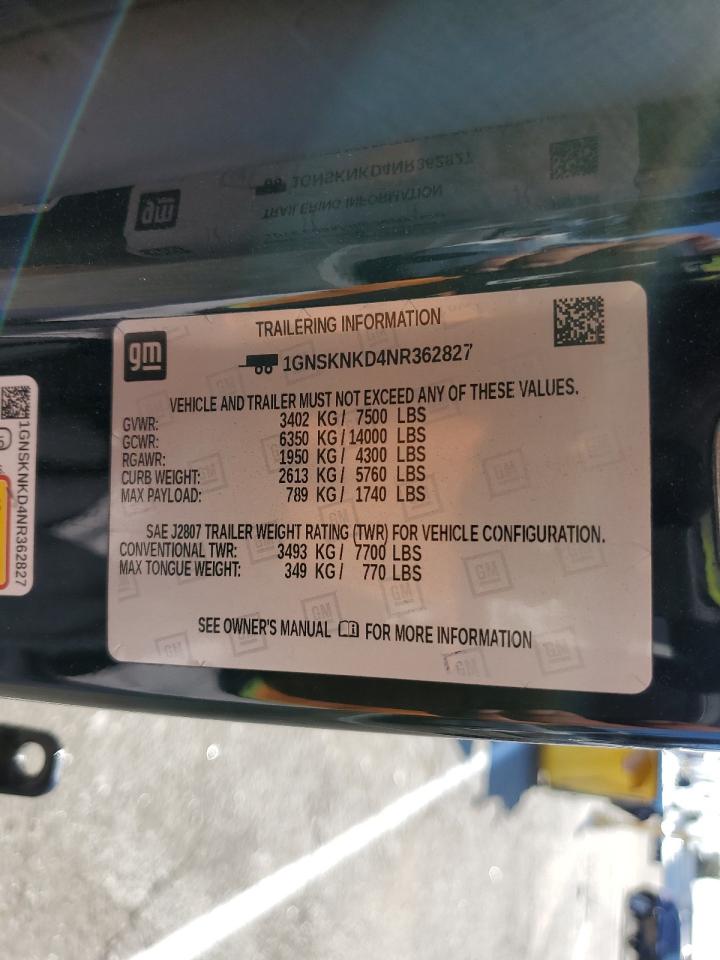 gm
TRAILERING INFORMATION
1GNSKNKD4NR362827
VEHICLE AND TRAILER MUST NOT EXCEED ANY OF THESE VALUES.
GVWR: 3402 KG / 7500 LBS
GCWR: 6350 KG / 14000 LBS
RGAWR: 1950 KG / 4300 LBS
CURB WEIGHT: 2613 KG / 5760 LBS
MAX PAYLOAD: 789 KG / 1740 LBS
SAE J2807 TRAILER WEIGHT RATING (TWR) FOR VEHICLE CONFIGURATION.
CONVENTIONAL TWR: 3493 KG / 7700 LBS
MAX TONGUE WEIGHT: 349 KG / 770 LBS
SEE OWNER'S MANUAL FOR MORE INFORMATION
1GNSKNKD4NR362827